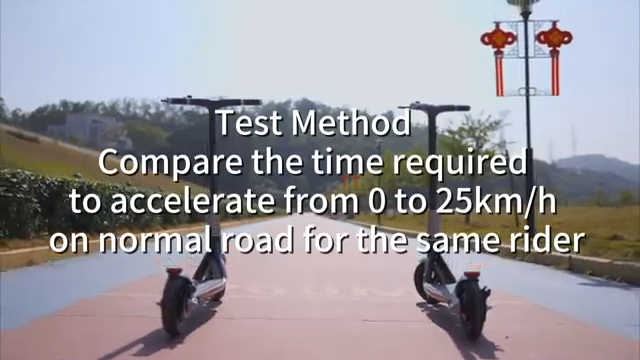 Test Method
Compare the time required
to accelerate from 0 to 25km/h
on normal road for the same rider